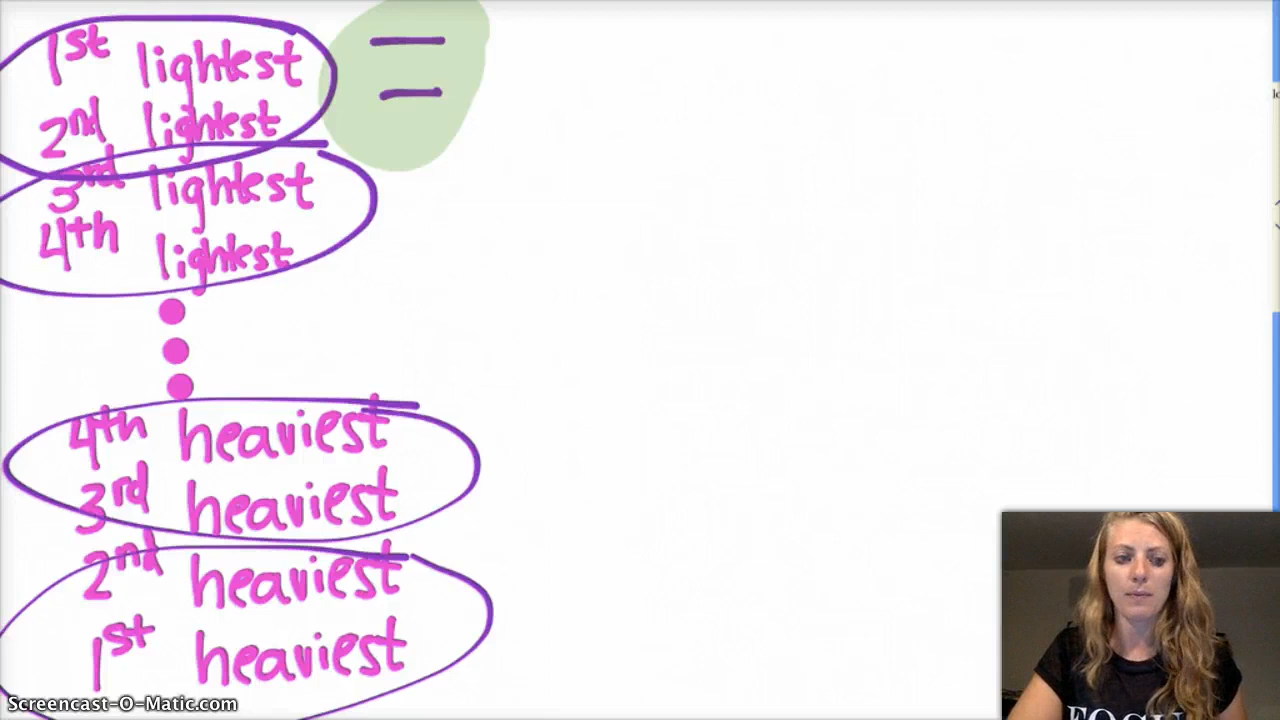 1st lightest
2nd lightest
3rd lightest
4th lightest
4th heaviest
3rd heaviest
2nd heaviest
1st heaviest
Screencast-O-Matic.com